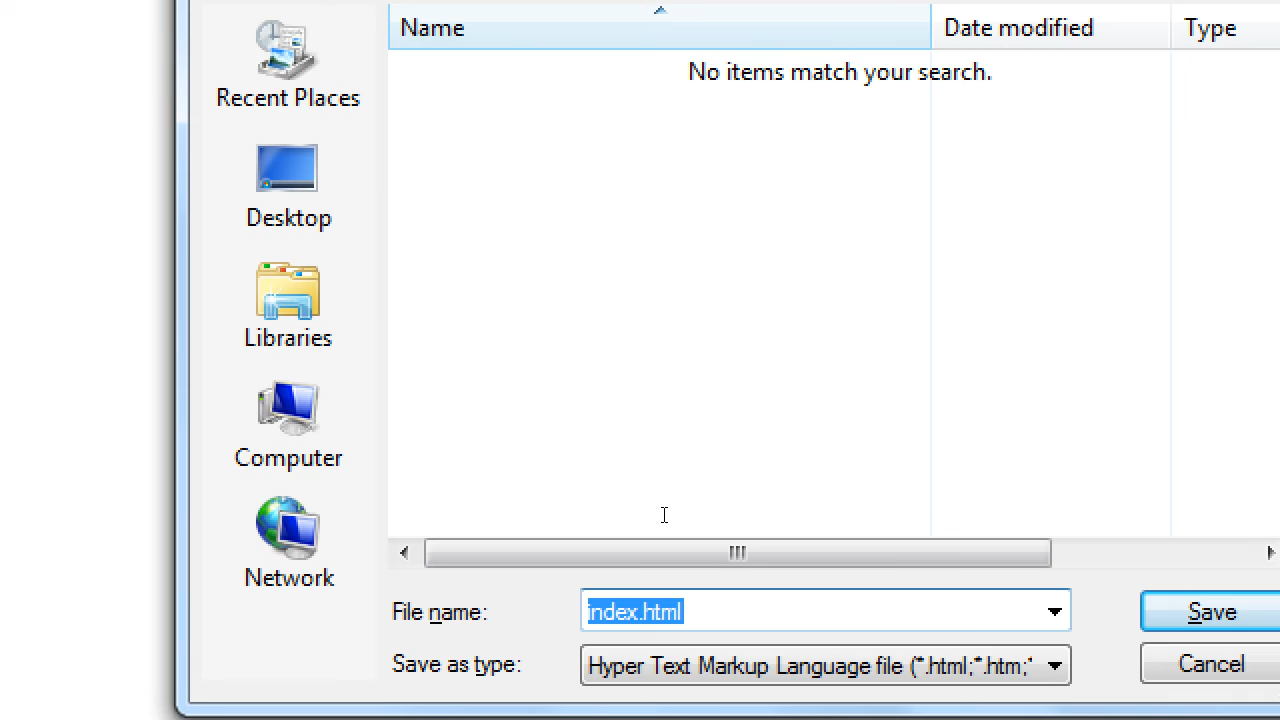 Name
Date modified
Type
No items match your search.
Recent Places
Desktop
Libraries
Computer
Network
File name:
index.html
Save
Save as type:
Hyper Text Markup Language file (*.html;*.htm;*
Cancel